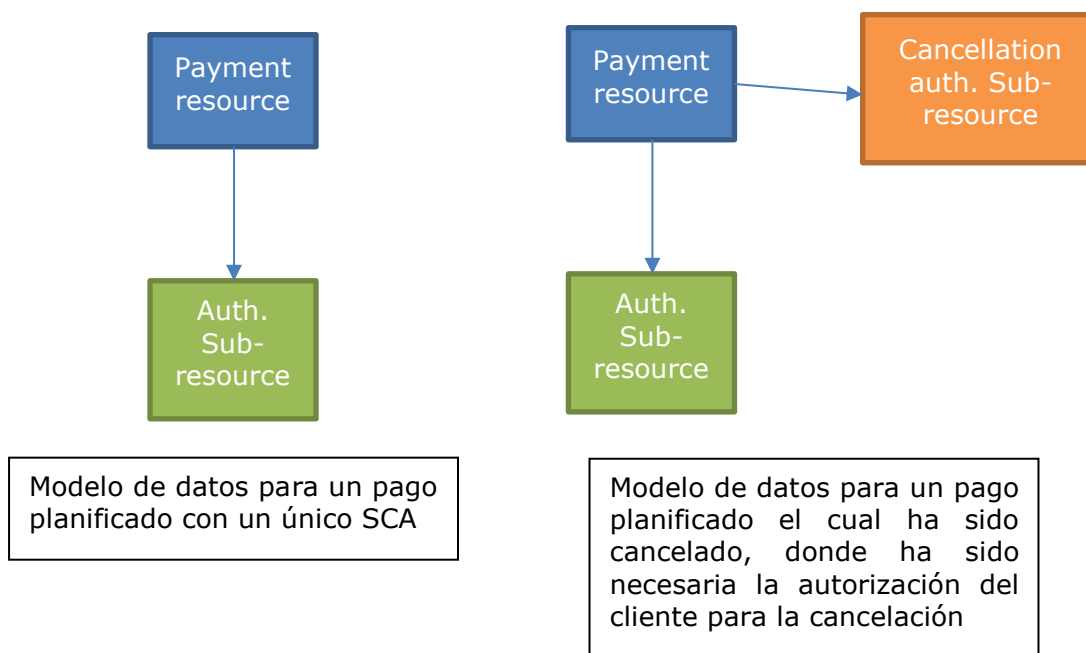 Payment
resource
Auth.
Sub-
resource
Modelo de datos para un pago
planificado con un único SCA
Payment
resource
Cancellation
auth. Sub-
resource
Auth.
Sub-
resource
Modelo de datos para un pago
planificado el cual ha sido
cancelado, donde ha sido
necesaria la autorización del
cliente para la cancelación